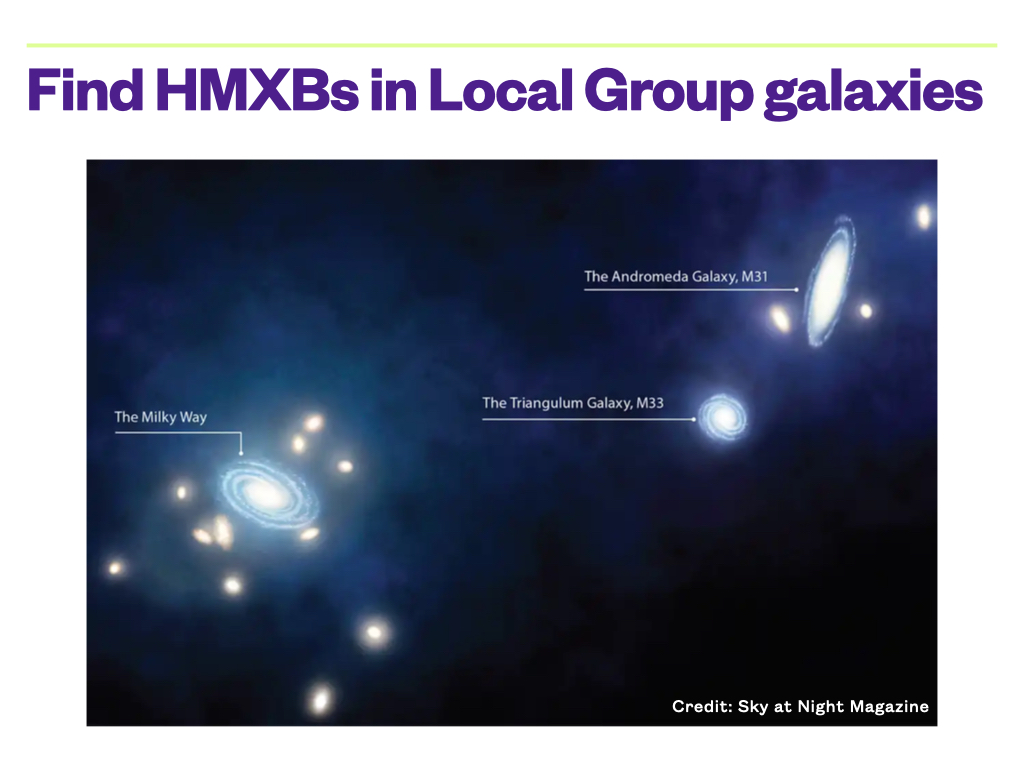 Find HMXBs in Local Group galaxies
The Andromeda Galaxy, M31
The Triangulum Galaxy, M33
The Milky Way
Credit: Sky at Night Magazine